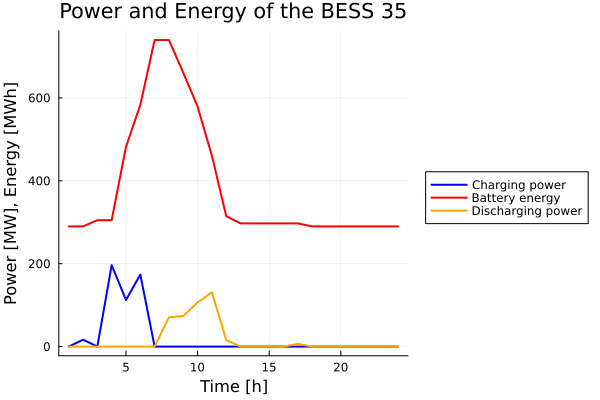 Power and Energy of the BESS 35
Power [MW], Energy [MWh]
600
400
200
0
5
10
15
20
Time [h]
Charging power
Battery energy
Discharging power